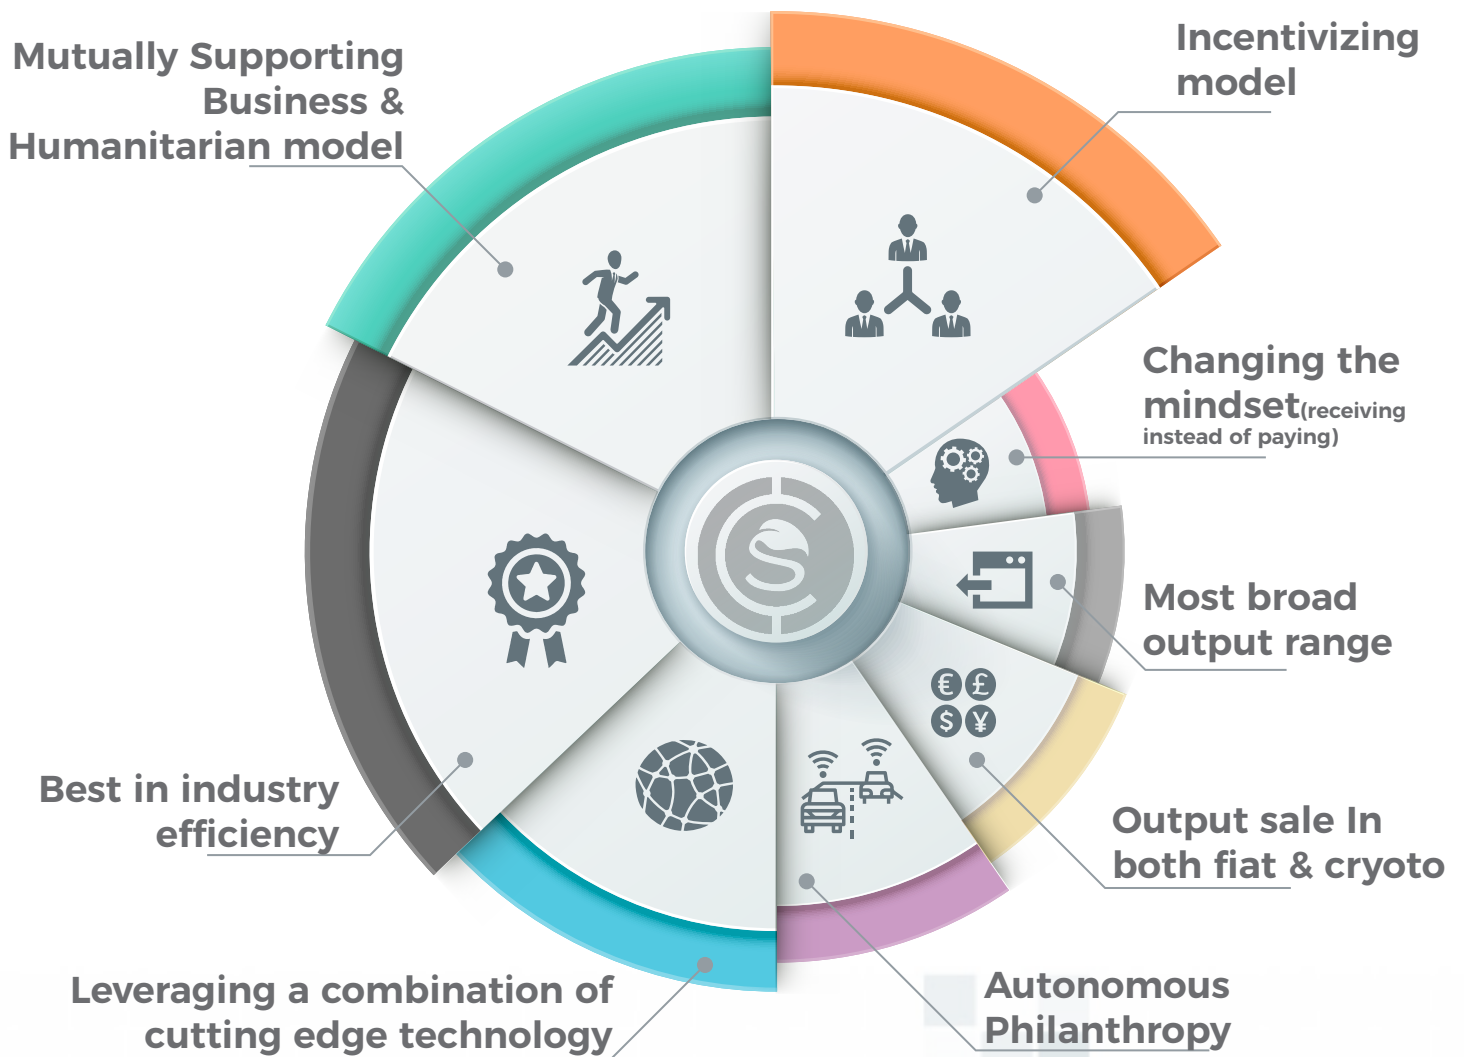 Mutually Supporting
Business &
Humanitarian model
Incentivizing
model
Changing the
mindset(receiving
instead of paying)
Most broad
output range
Output sale In
both fiat & cryoto
Autonomous
Philanthropy
Leveraging a combination of
cutting edge technology
Best in industry
efficiency
€ £
$ ¥